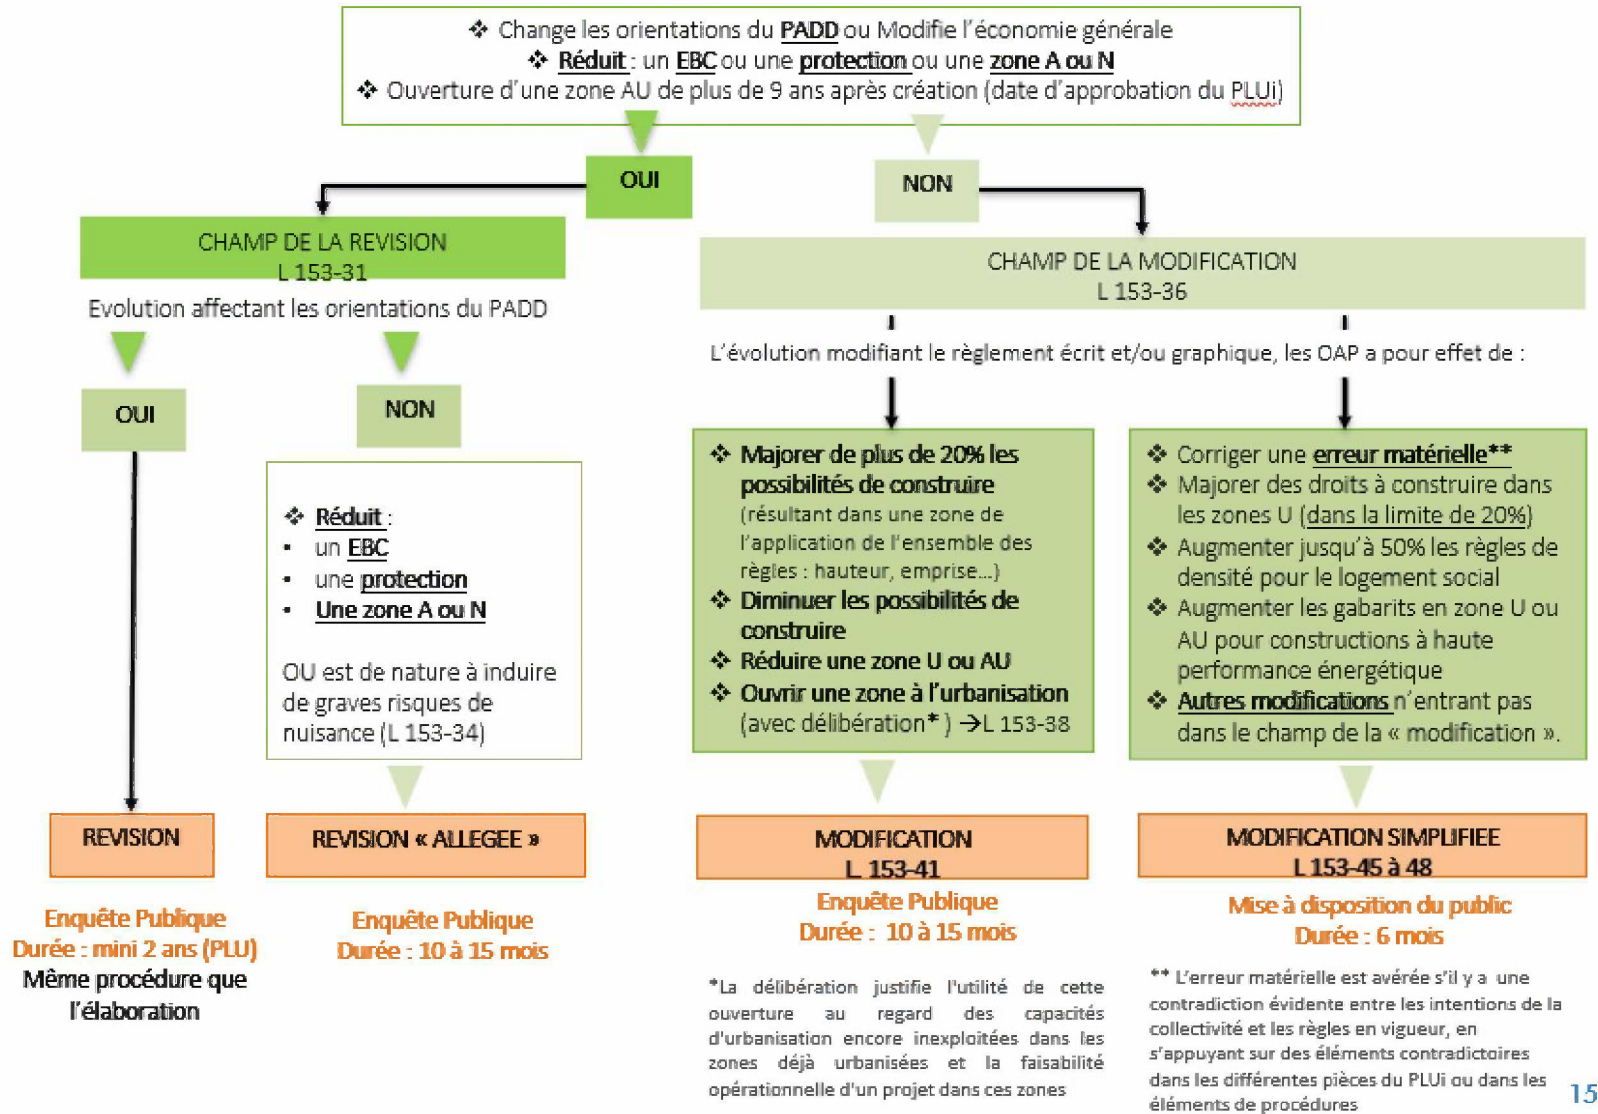 ❖ Change les orientations du PADD ou Modifie l'économie générale
❖ Réduit : un EBC ou une protection ou une zone A ou N
❖ Ouverture d'une zone AU de plus de 9 ans après création (date d'approbation du PLUi)
OUI
NON
CHAMP DE LA REVISION
L 153-31
Evolution affectant les orientations du PADD
OUI
NON
❖ Réduit :
▪ un EBC
▪ une protection
▪ Une zone A ou N
OU est de nature à induire
de graves risques de
nuisance (L 153-34)
REVISION
Enquête Publique
Durée : mini 2 ans (PLU)
Même procédure que
l'élaboration
REVISION « ALLEGEE »
Enquête Publique
Durée : 10 à 15 mois
CHAMP DE LA MODIFICATION
L 153-36
L'évolution modifiant le règlement écrit et/ou graphique, les OAP a pour effet de :
❖ Majorer de plus de 20% les
possibilités de construire
(résultant dans une zone de
l'application de l'ensemble des
règles : hauteur, emprise...)
❖ Diminuer les possibilités de
construire
❖ Réduire une zone U ou AU
❖ Ouvrir une zone à l'urbanisation
(avec délibération* ) →L 153-38
MODIFICATION
L 153-41
Enquête Publique
Durée : 10 à 15 mois
*La délibération justifie l'utilité de cette
ouverture au regard des capacités
d'urbanisation encore inexploitées dans les
zones déjà urbanisées et la faisabilité
opérationnelle d'un projet dans ces zones
❖ Corriger une erreur matérielle**
❖ Majorer des droits à construire dans
les zones U (dans la limite de 20%)
❖ Augmenter jusqu'à 50% les règles de
densité pour le logement social
❖ Augmenter les gabarits en zone U ou
AU pour constructions à haute
performance énergétique
❖ Autres modifications n'entrant pas
dans le champ de la « modification ».
MODIFICATION SIMPLIFIEE
L 153-45 à 48
Mise à disposition du public
Durée : 6 mois
** L'erreur matérielle est avérée s'il y a une
contradiction évidente entre les intentions de la
collectivité et les règles en vigueur, en
s'appuyant sur des éléments contradictoires
dans les différentes pièces du PLUi ou dans les
éléments de procédures
15